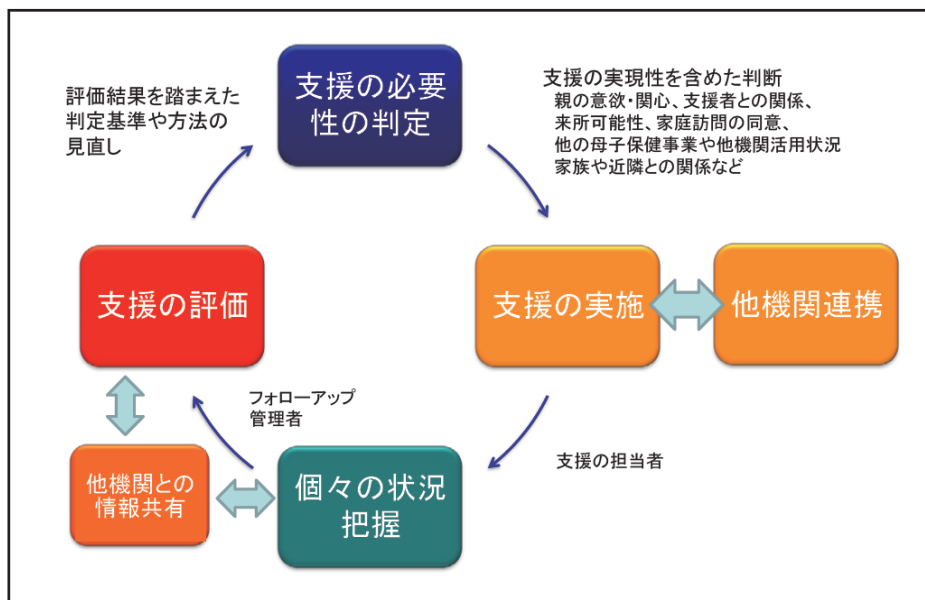 支援の必要
性の判定
支援の実現性を含めた判断
親の意欲・関心、支援者との関係、
来所可能性、家庭訪問の同意、
他の母子保健事業や他機関活用状況
家族や近隣との関係など
評価結果を踏まえた
判定基準や方法の
見直し
支援の評価
支援の実施
他機関連携
フォローアップ
管理者
支援の担当者
他機関との
情報共有
個々の状況
把握